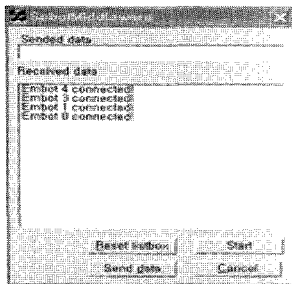 Sended data
Received data
Embot 4 connected!
Embot 3 connected!
Embot 1 connected!
Embot 0 connected!
Reset
Start
Send data
Cancel